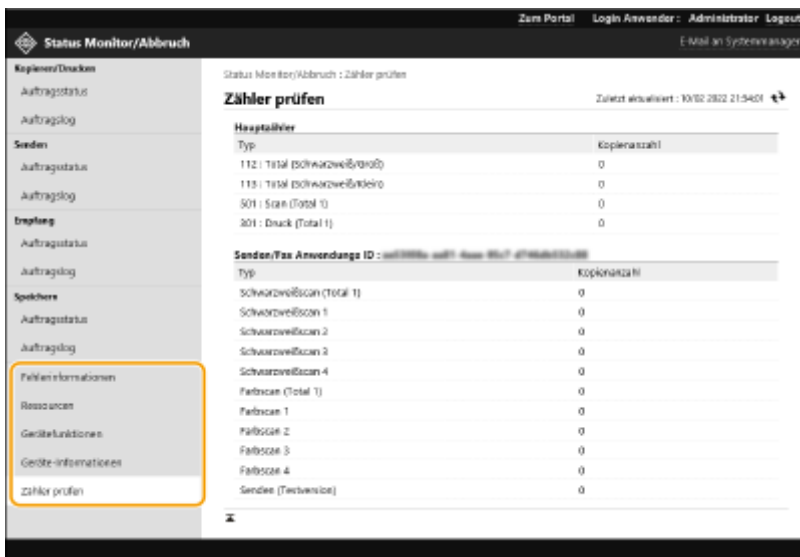 Zum Portal Login Anwender : Administrator Logout
Status Monitor/Abbruch E-Mail an Systemmanager
Kopieren/Drucken
Auftragsstatus
Auftragslog
Senden
Auftragsstatus
Auftragslog
Empfang
Auftragsstatus
Auftragslog
Speichern
Auftragsstatus
Auftragslog
Fehlerinformationen
Ressourcen
Gerätefunktionen
Geräte-Informationen
Zähler prüfen
Status Monitor/Abbruch : Zähler prüfen
Zähler prüfen Zuletzt aktualisiert : 10/02 2022 21:54:01
Hauptzähler
Typ Kopienanzahl
112 : Total (Schwarzweiß/Groß) 0
113 : Total (Schwarzweiß/Klein) 0
501 : Scan (Total 1) 0
301 : Druck (Total 1) 0
Senden/Fax Anwendungs ID :
Typ Kopienanzahl
Schwarzweißscan (Total 1) 0
Schwarzweißscan 1 0
Schwarzweißscan 2 0
Schwarzweißscan 3 0
Schwarzweißscan 4 0
Farbscan (Total 1) 0
Farbscan 1 0
Farbscan 2 0
Farbscan 3 0
Farbscan 4 0
Senden (Testversion) 0